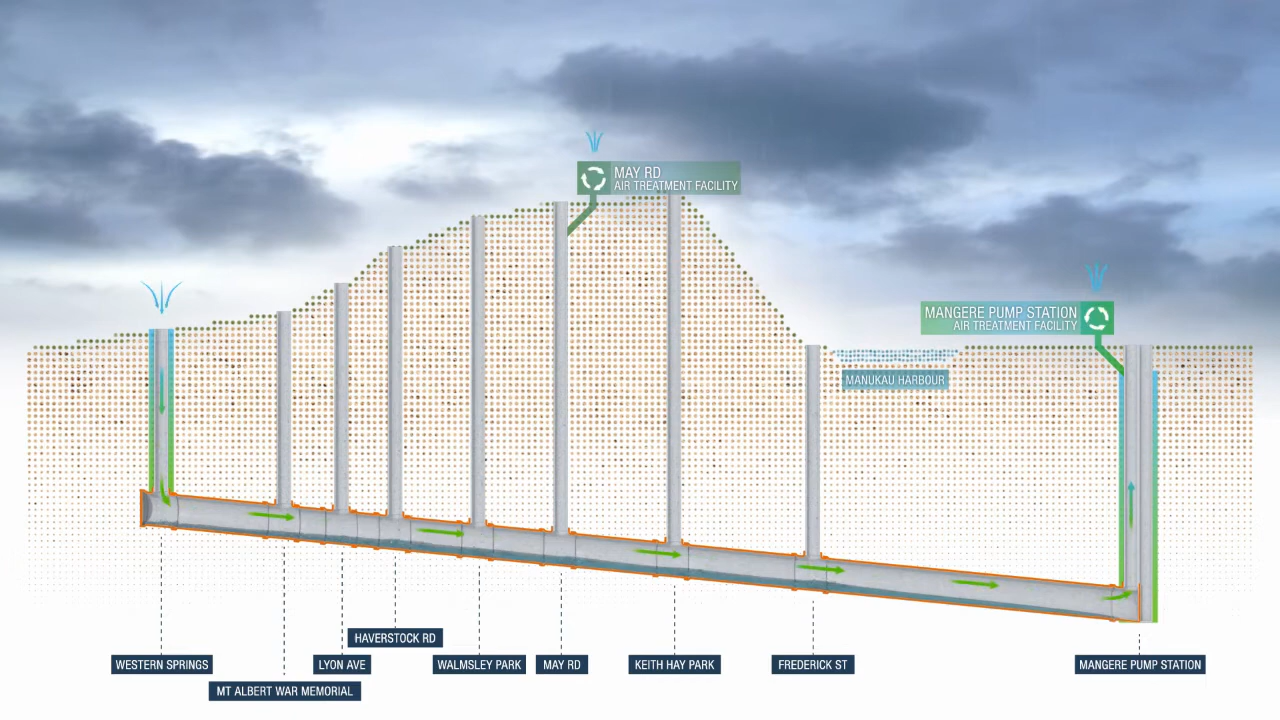 MAY RD
AIR TREATMENT FACILITY
MANGERE PUMP STATION
AIR TREATMENT FACILITY
MANUKAU HARBOUR
HAVERSTOCK RD
WESTERN SPRINGS
LYON AVE
WALMSLEY PARK
MAY RD
KEITH HAY PARK
FREDERICK ST
MANGERE PUMP STATION
MT ALBERT WAR MEMORIAL